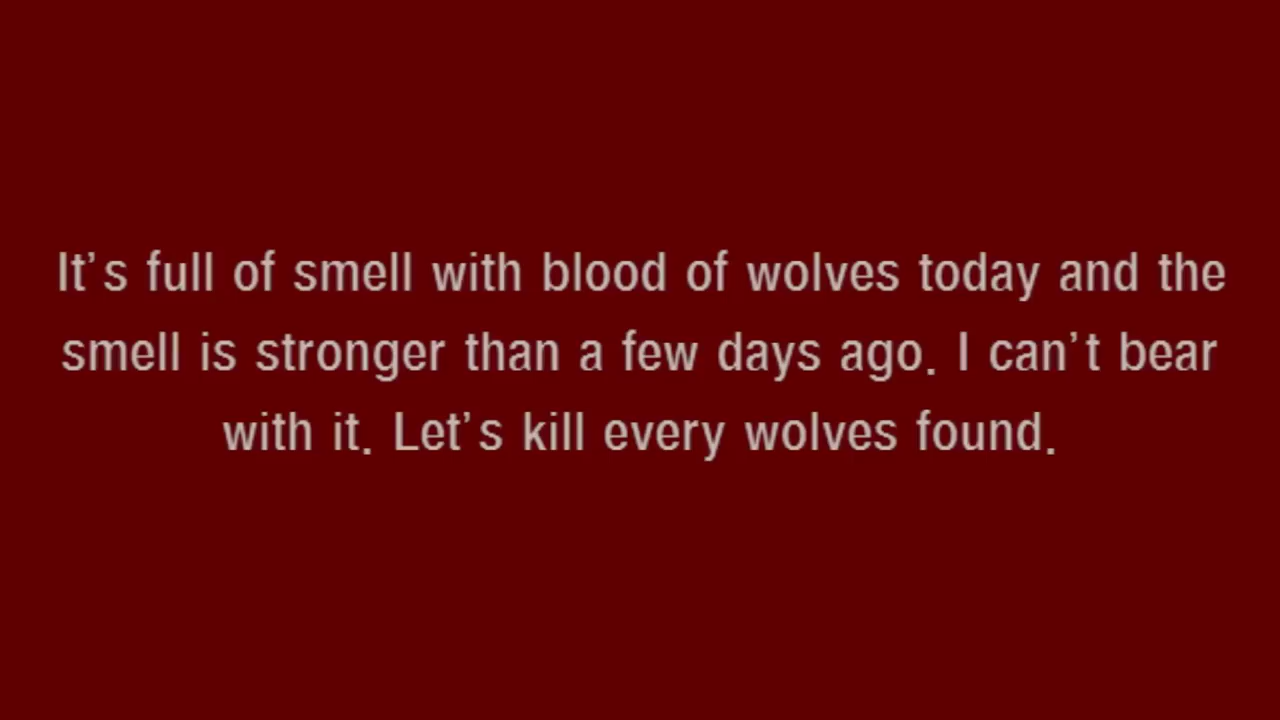 It’s full of smell with blood of wolves today and the
smell is stronger than a few days ago. I can’t bear
with it. Let’s kill every wolves found.